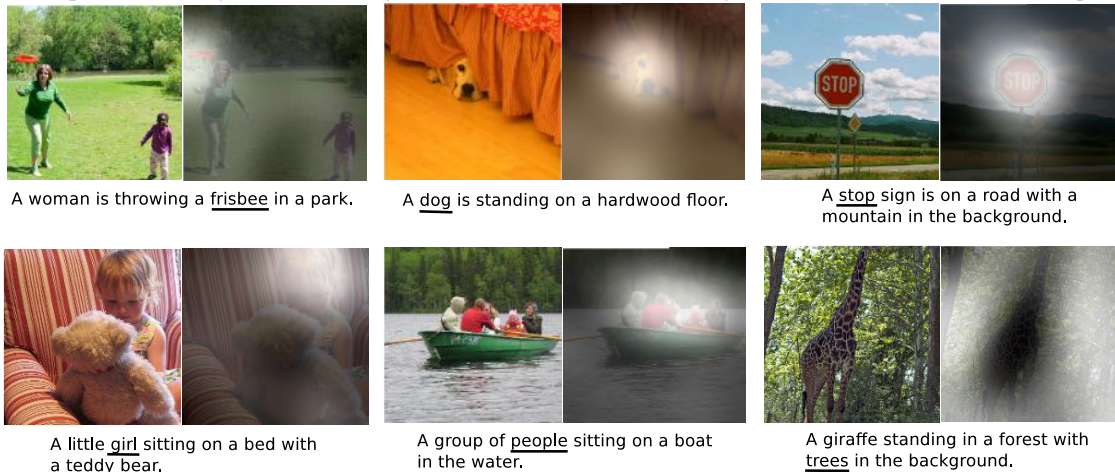 STOP
STOP
A woman is throwing a frisbee in a park.
A dog is standing on a hardwood floor.
A stop sign is on a road with a
mountain in the background.
A little girl sitting on a bed with
a teddy bear.
A group of people sitting on a boat
in the water.
A giraffe standing in a forest with
trees in the background.